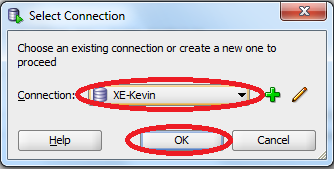 Select Connection
Choose an existing connection or create a new one to
proceed
Connection: XE-Kevin
Help OK Cancel